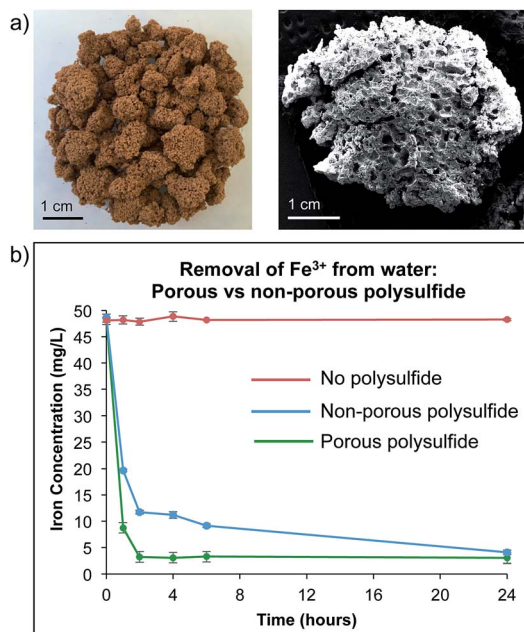 a)
1 cm
1 cm
b)
Removal of Fe³⁺ from water:
Porous vs non-porous polysulfide
Iron Concentration (mg/L)
50
45
40
35
30
25
20
15
10
5
0
No polysulfide
Non-porous polysulfide
Porous polysulfide
0
4
8
12
16
20
24
Time (hours)